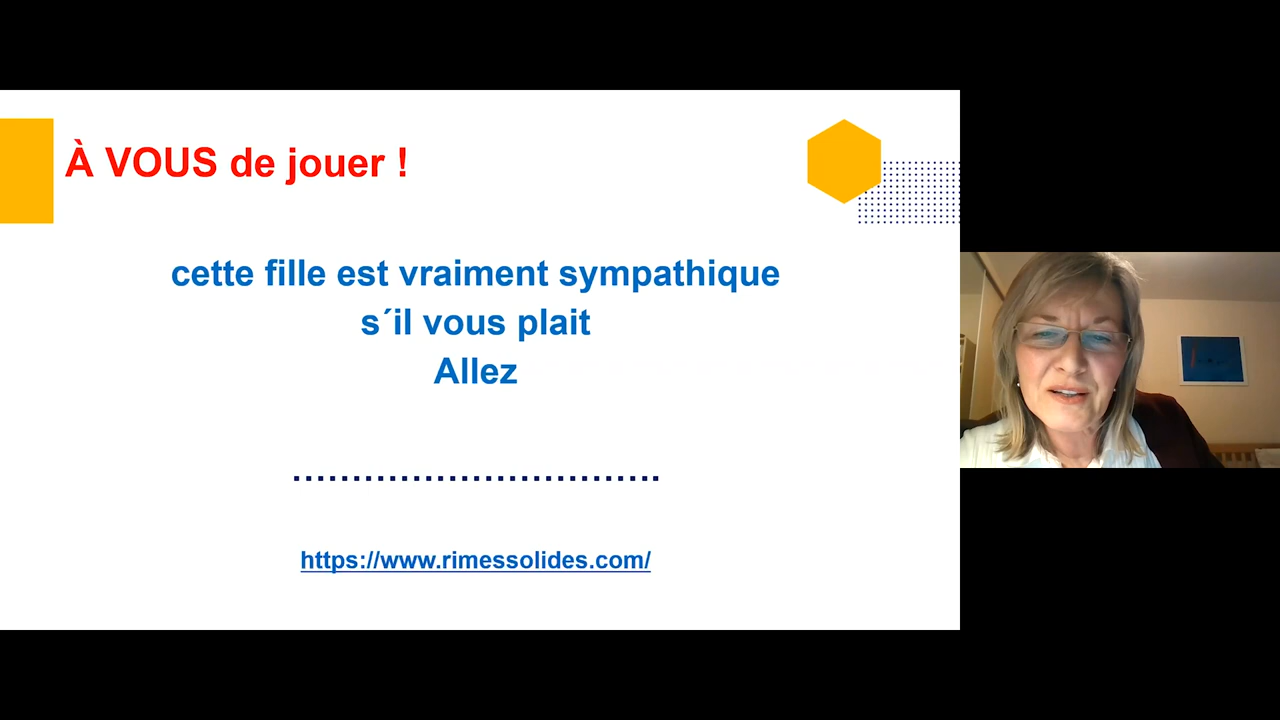 À VOUS de jouer !
cette fille est vraiment sympathique
s´il vous plait
Allez
...............................
https://www.rimessolides.com/